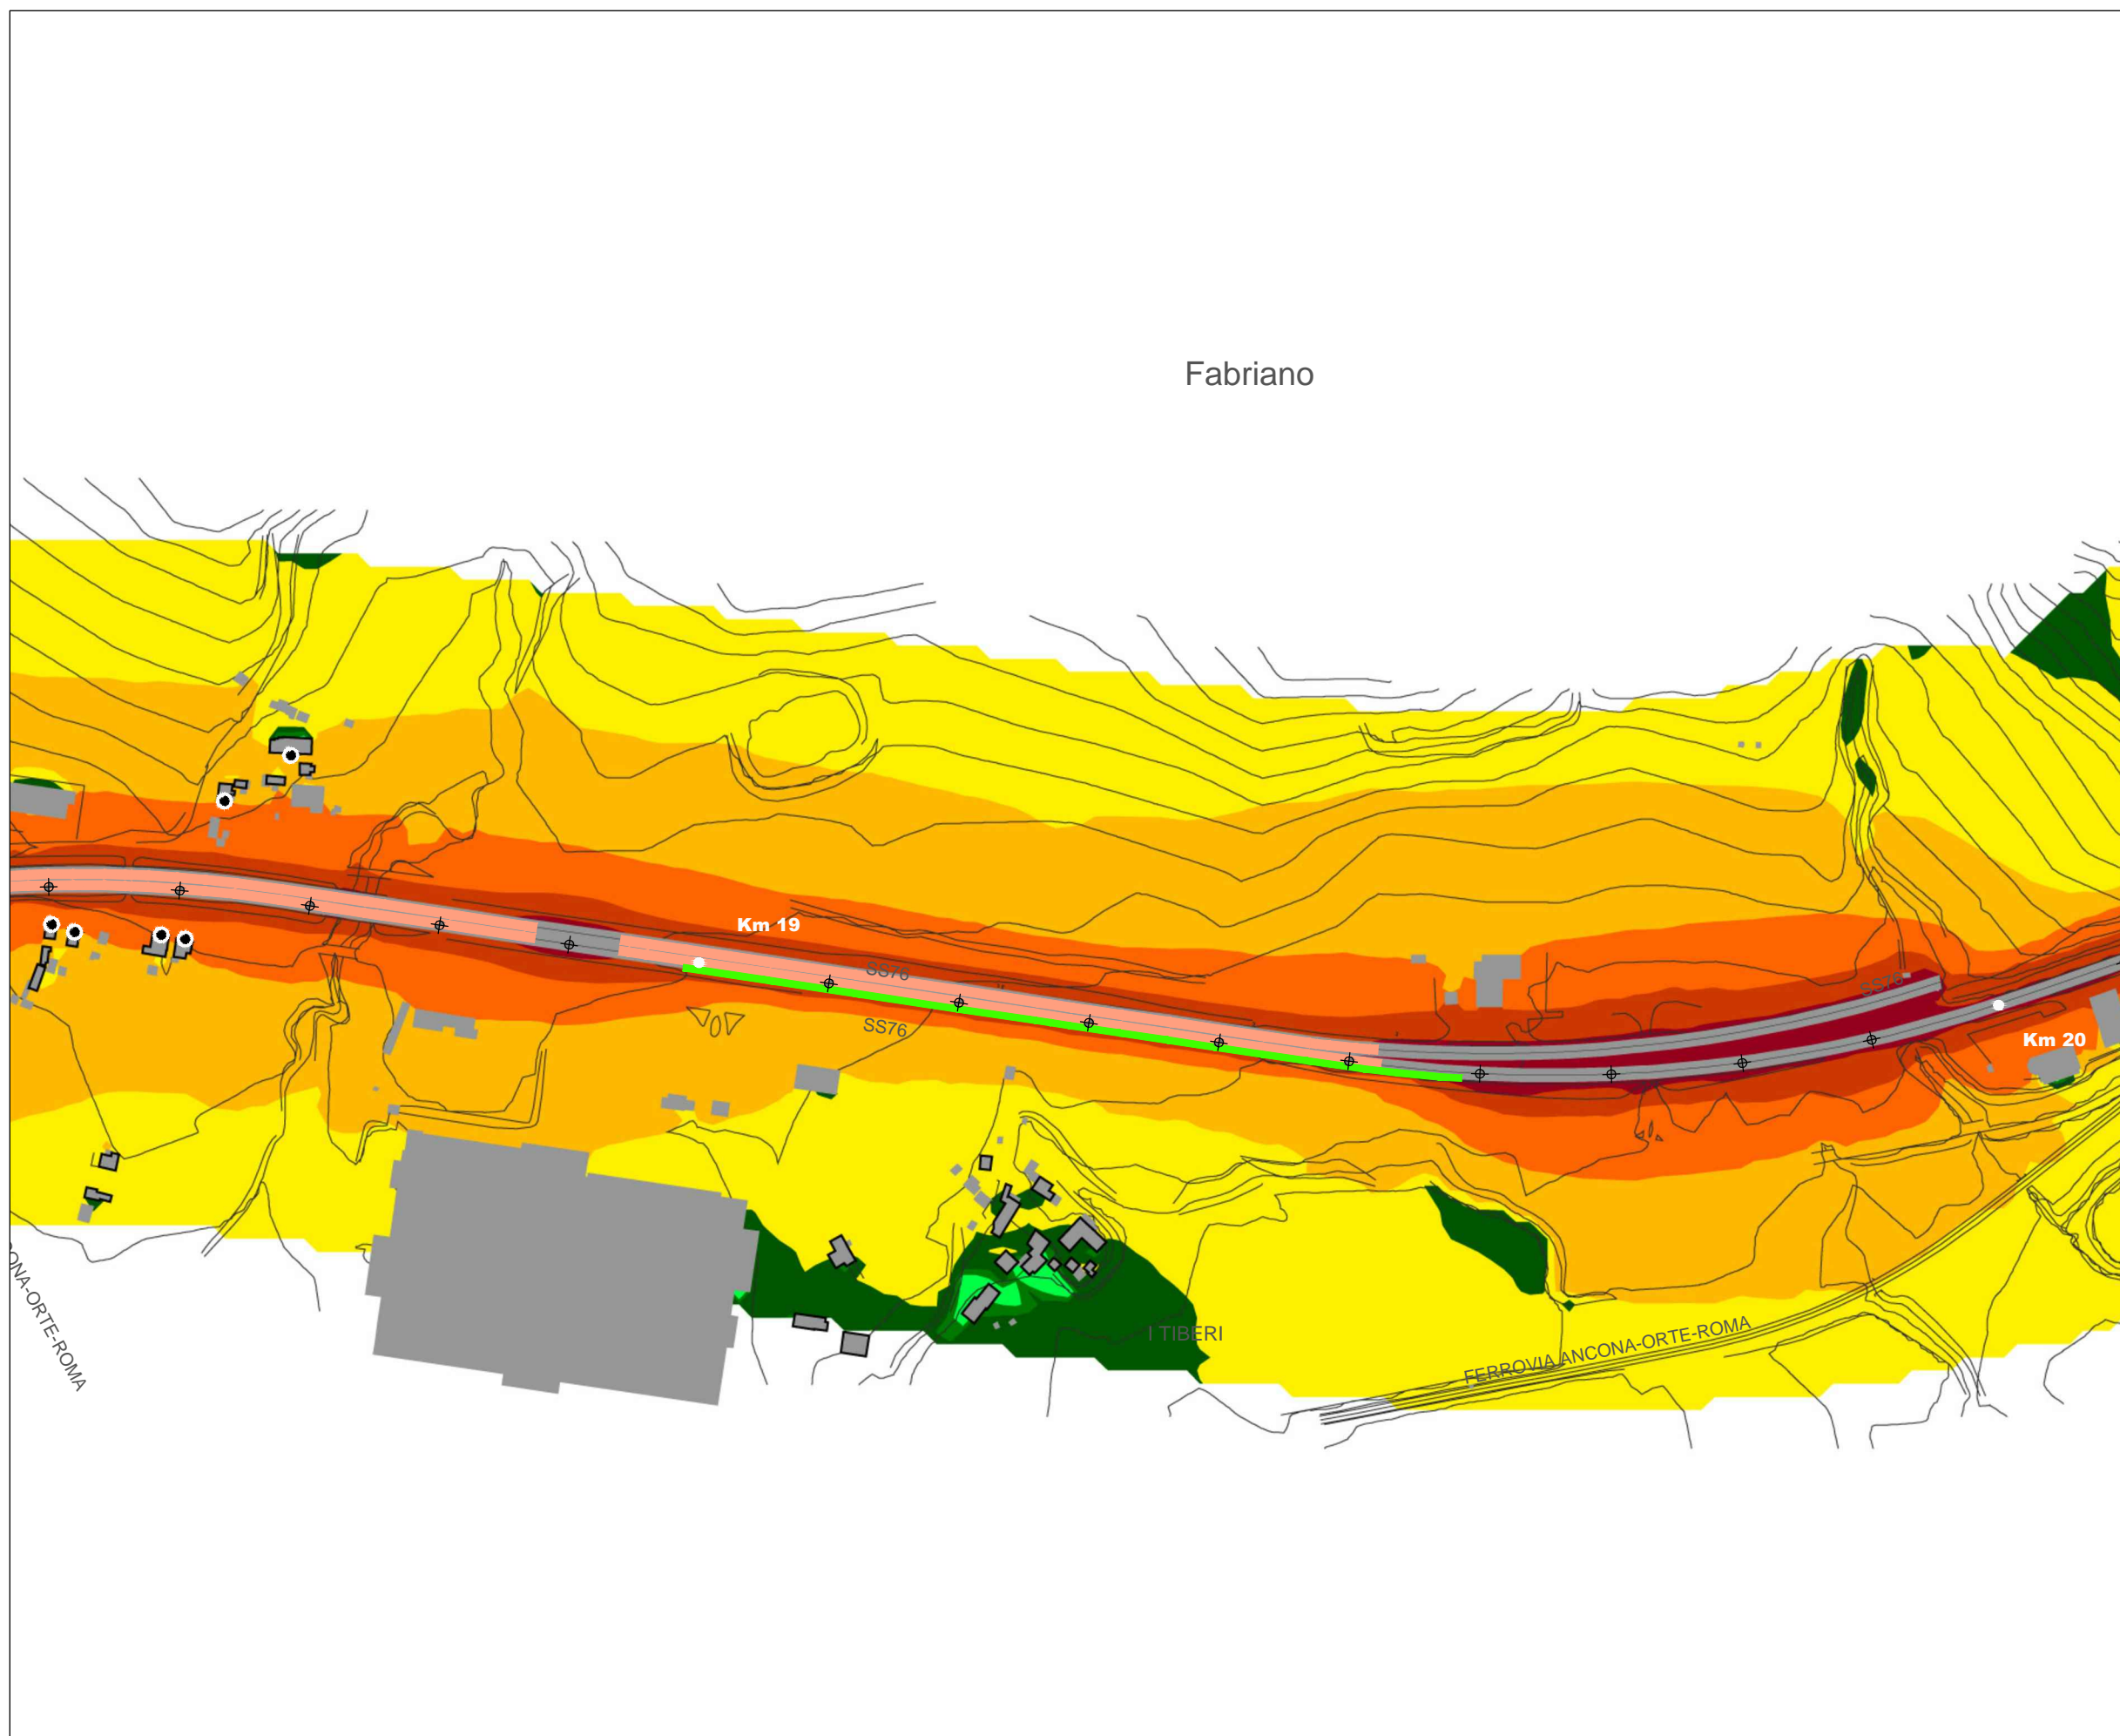 Fabriano
Km 19
SS76
SS76
SS76
Km 20
I TIBERI
FERROVIA ANCONA-ORTE-ROMA
ONA-ORTE-ROMA